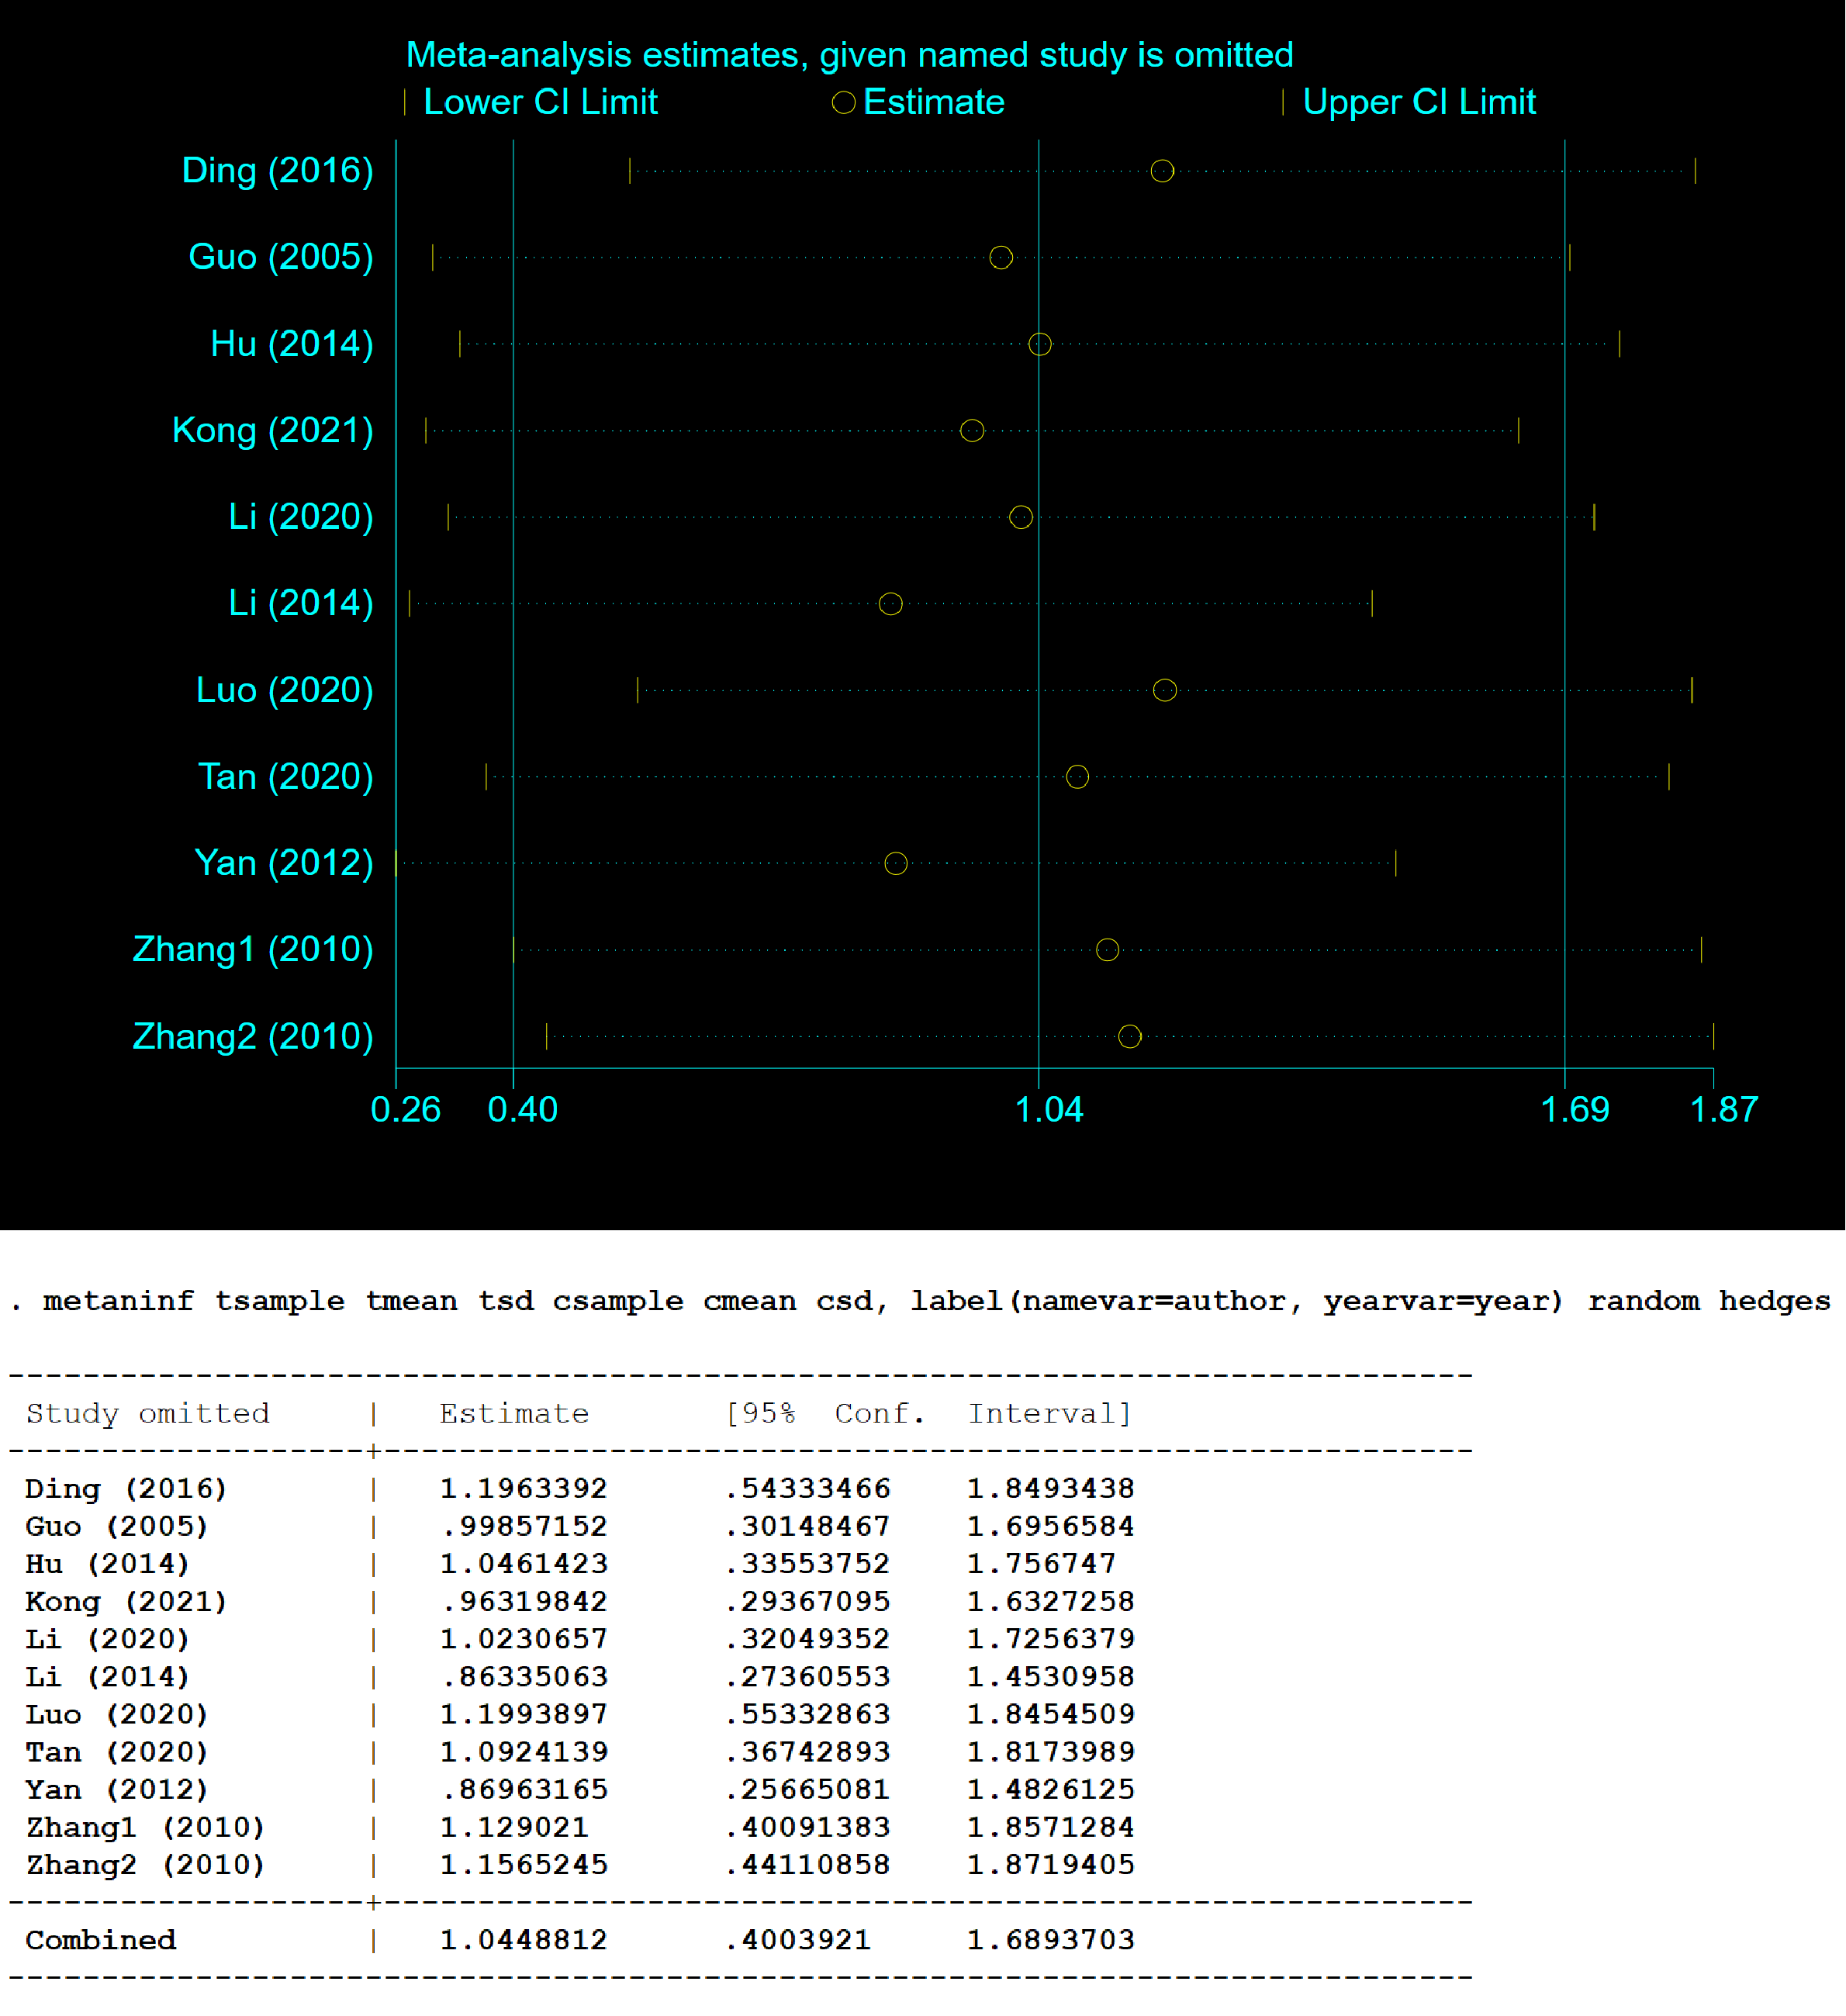 Meta-analysis estimates, given named study is omitted
Lower CI Limit Estimate Upper CI Limit
Ding (2016)
Guo (2005)
Hu (2014)
Kong (2021)
Li (2020)
Li (2014)
Luo (2020)
Tan (2020)
Yan (2012)
Zhang1 (2010)
Zhang2 (2010)
0.26 0.40 1.04 1.69 1.87
. metaninf tsample tmean tsd csample cmean csd, label(namevar=author, yearvar=year) random hedges
------------------------------------------------------------------------------
Study omitted | Estimate [95% Conf. Interval]
-------------------+----------------------------------------------------------
Ding (2016) | 1.1963392 .54333466 1.8493438
Guo (2005) | .99857152 .30148467 1.6956584
Hu (2014) | 1.0461423 .33553752 1.756747
Kong (2021) | .96319842 .29367095 1.6327258
Li (2020) | 1.0230657 .32049352 1.7256379
Li (2014) | .86335063 .27360553 1.4530958
Luo (2020) | 1.1993897 .55332863 1.8454509
Tan (2020) | 1.0924139 .36742893 1.8173989
Yan (2012) | .86963165 .25665081 1.4826125
Zhang1 (2010) | 1.129021 .40091383 1.8571284
Zhang2 (2010) | 1.1565245 .44110858 1.8719405
-------------------+----------------------------------------------------------
Combined | 1.0448812 .4003921 1.6893703
------------------------------------------------------------------------------